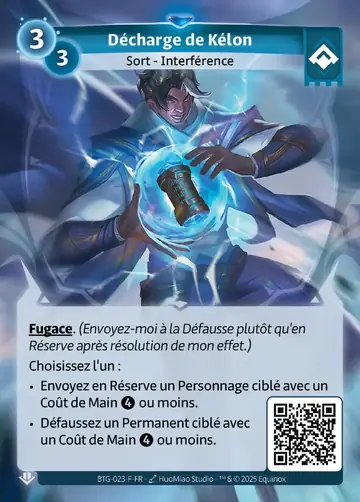 3
3
Décharge de Kélon
Sort - Interférence
Fugace. (Envoyez-moi à la Défausse plutôt qu'en
Réserve après résolution de mon effet.)
Choisissez l'un :
• Envoyez en Réserve un Personnage ciblé avec un
Coût de Main 4 ou moins.
• Défaussez un Permanent ciblé avec
un Coût de Main 4 ou moins.
BTG-023-F-FR - HuoMiao Studio - ™ & © 2025 Equinox